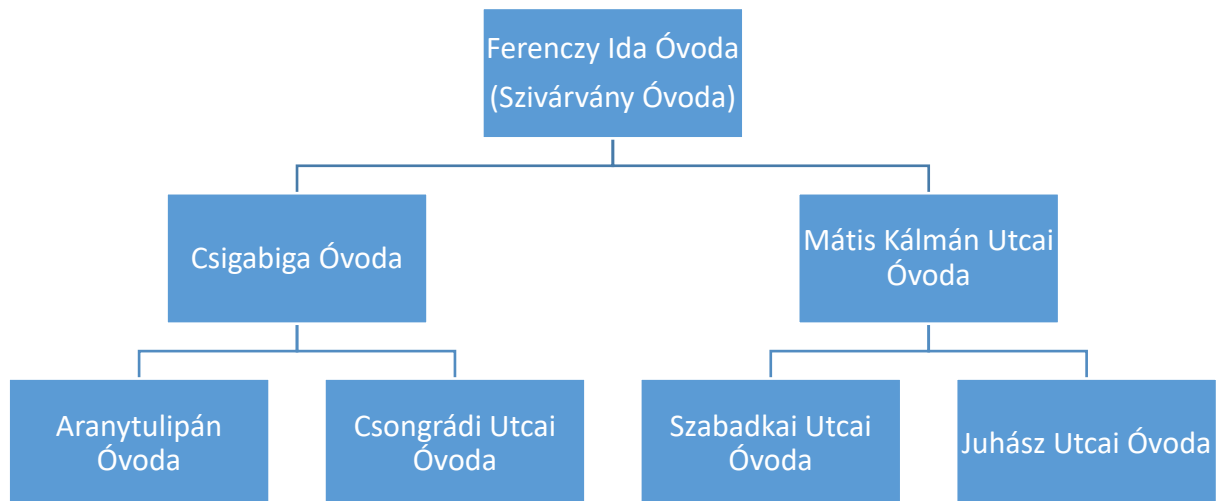 Ferenczy Ida Óvoda
(Szivárvány Óvoda)
Csigabiga Óvoda
Mátis Kálmán Utcai
Óvoda
Aranytulipán
Óvoda
Csongrádi Utcai
Óvoda
Szabadkai Utcai
Óvoda
Juhász Utcai Óvoda